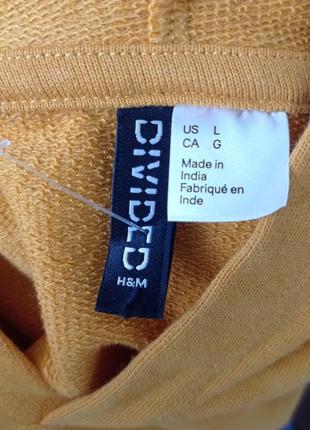 DIVIDED
H&M
US L
CA G
Made in
India
Fabriqué en
Inde